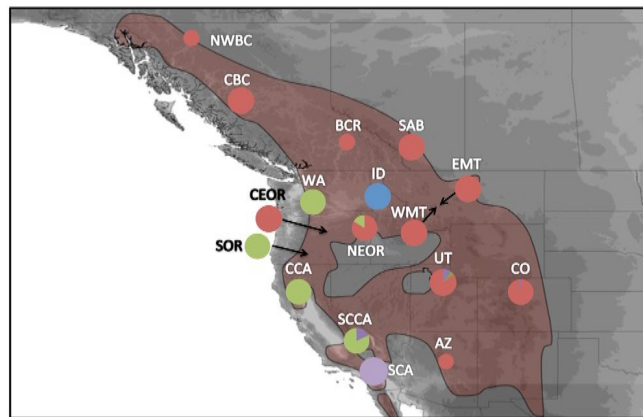 NWBC
CBC
BCR
SAB
EMT
WA
ID
CEOR
WMT
SOR
NEOR
UT
CCA
CO
SCCA
AZ
SCA